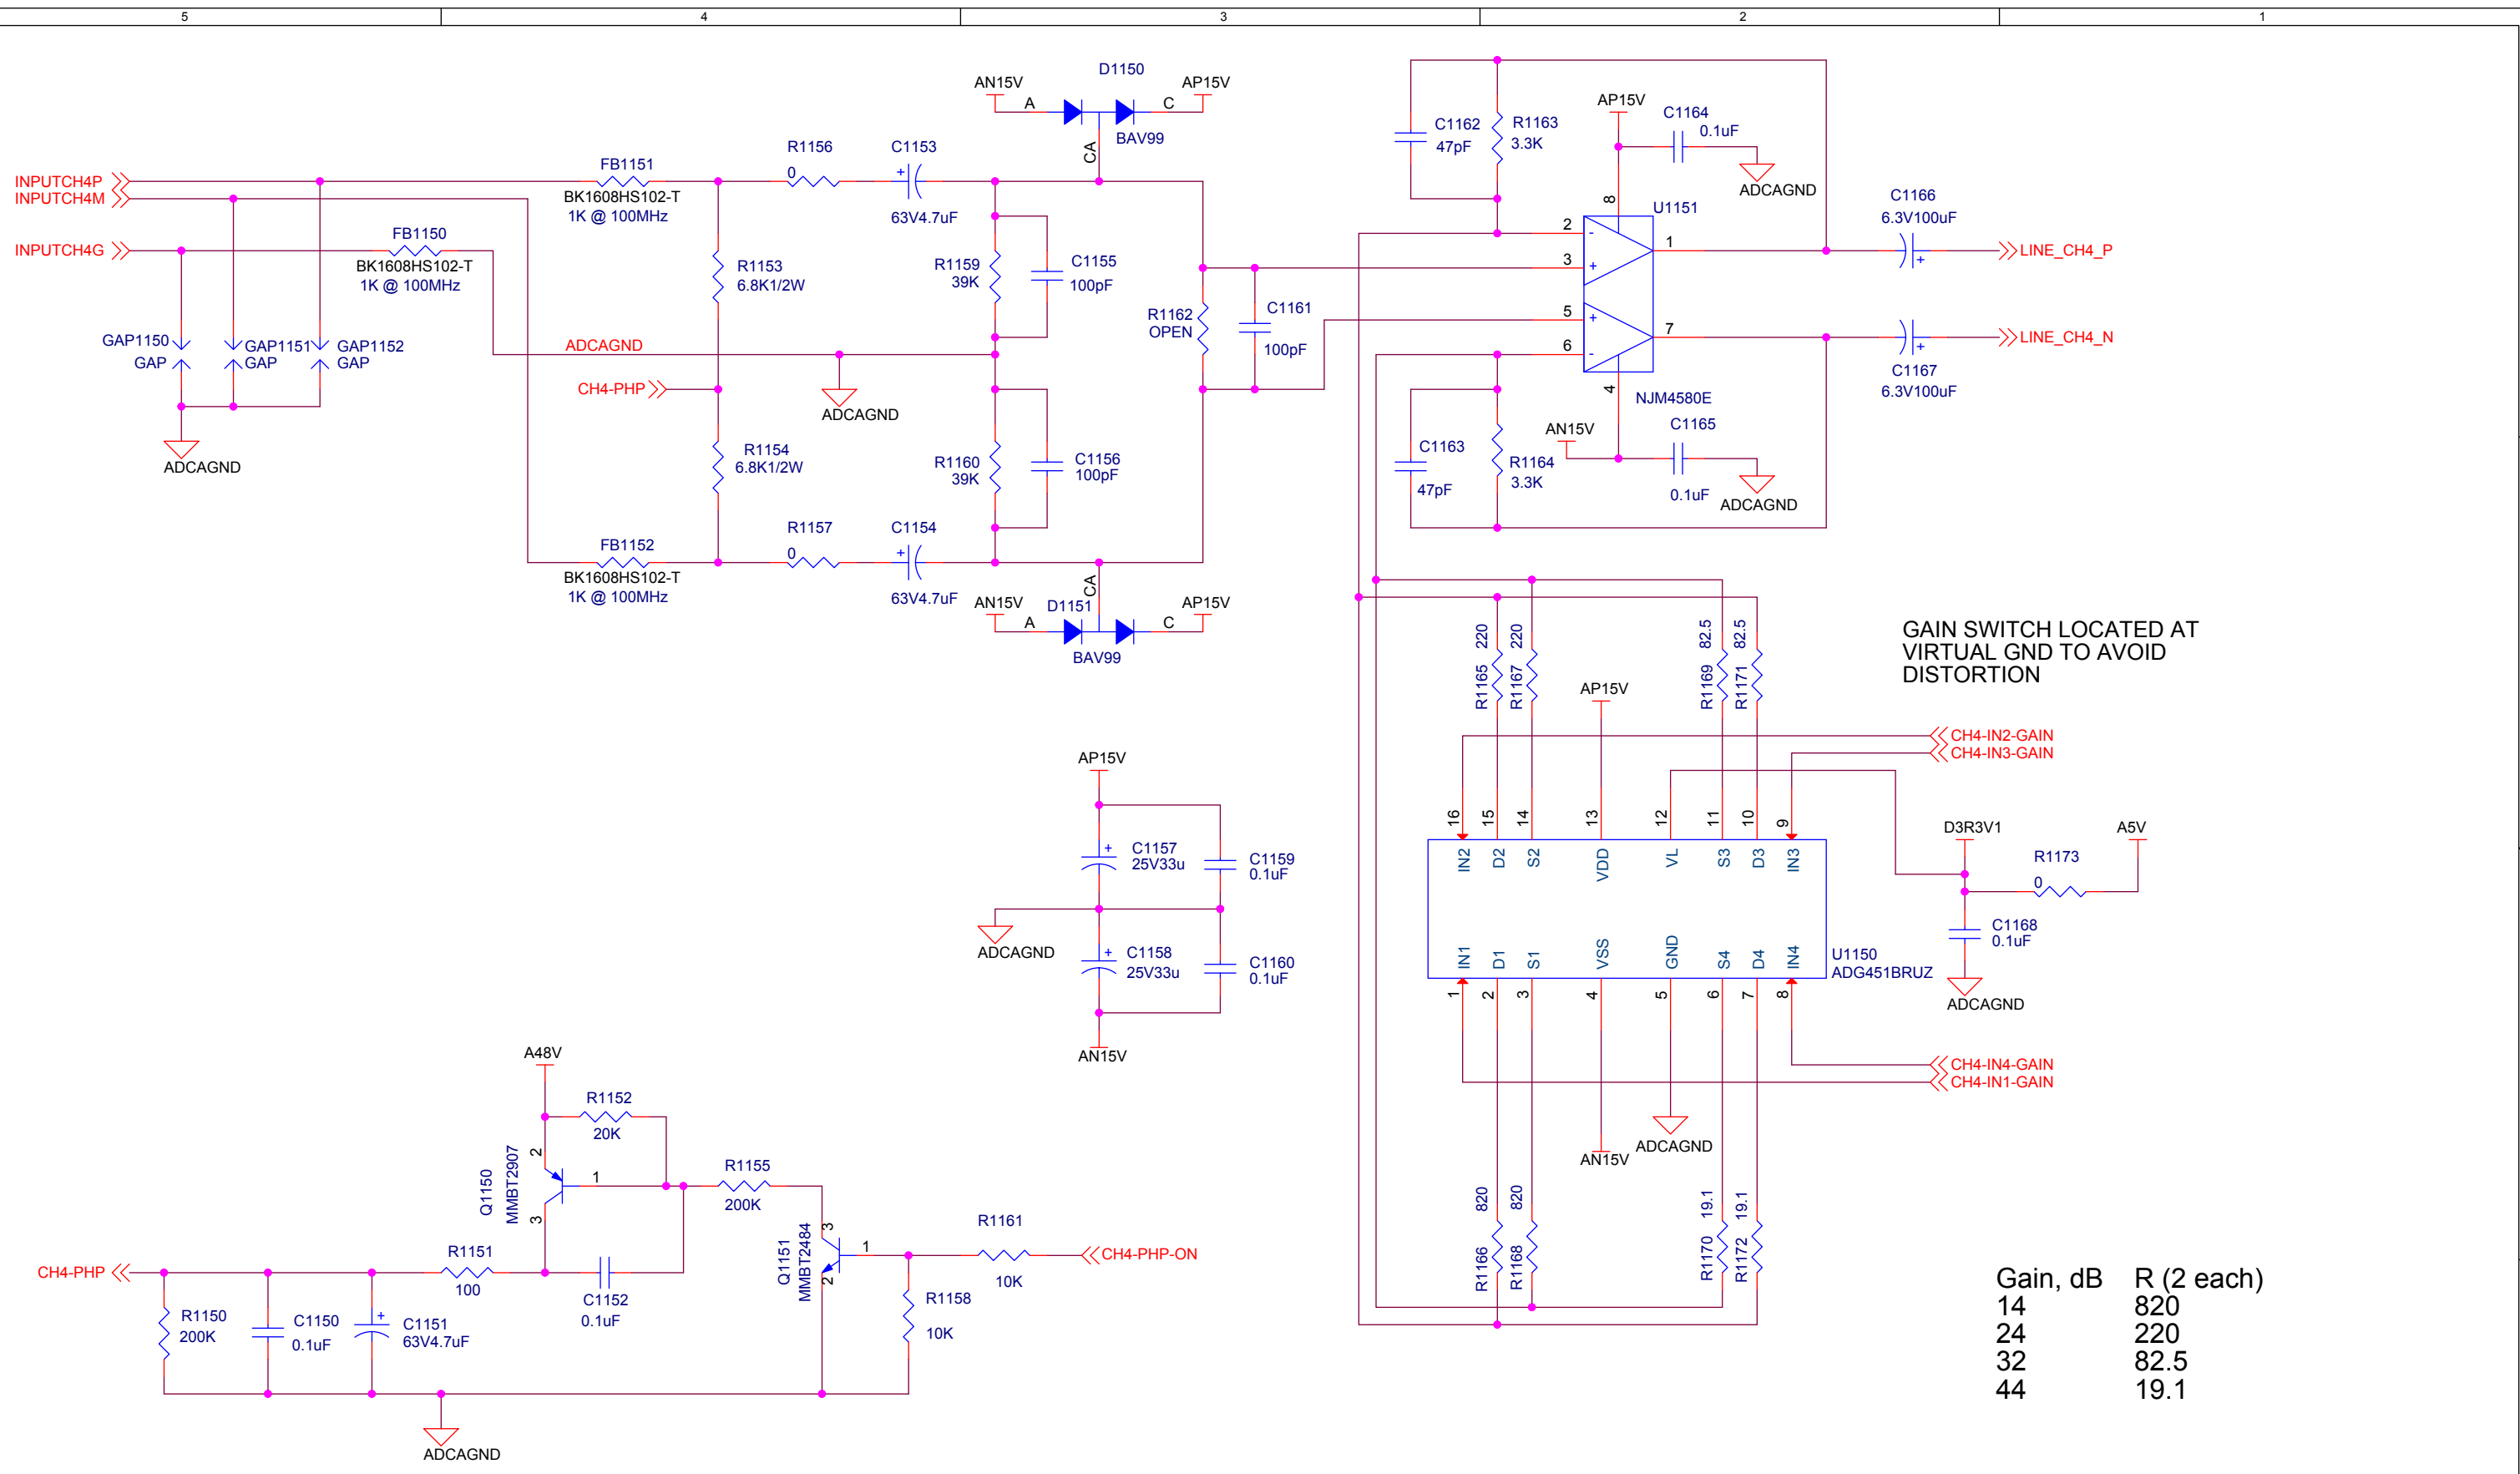 5 4 3 2 1
INPUTCH4P
INPUTCH4M
INPUTCH4G
FB1151
BK1608HS102-T
1K @ 100MHz
FB1150
BK1608HS102-T
1K @ 100MHz
GAP1150
GAP
GAP1151
GAP
GAP1152
GAP
ADCAGND
R1156
0
C1153
+
63V4.7uF
R1153
6.8K1/2W
ADCAGND
CH4-PHP
ADCAGND
R1154
6.8K1/2W
FB1152
BK1608HS102-T
1K @ 100MHz
R1157
0
C1154
+
63V4.7uF
AN15V
D1150
AP15V
A
C
BAV99
CA
R1159
39K
C1155
100pF
R1160
39K
C1156
100pF
R1162
OPEN
C1161
100pF
CA
AN15V
D1151
AP15V
A
C
BAV99
C1162
47pF
R1163
3.3K
AP15V
C1164
0.1uF
ADCAGND
8
U1151
2
-
3
+
1
5
+
6
-
7
4
NJM4580E
C1163
47pF
R1164
3.3K
AN15V
C1165
0.1uF
ADCAGND
C1166
6.3V100uF
+
LINE_CH4_P
LINE_CH4_N
+
C1167
6.3V100uF
GAIN SWITCH LOCATED AT
VIRTUAL GND TO AVOID
DISTORTION
R1165 220
R1167 220
R1169 82.5
R1171 82.5
AP15V
CH4-IN2-GAIN
CH4-IN3-GAIN
16 15 14 13 12 11 10 9
IN2 D2 S2 VDD VL S3 D3 IN3
IN1 D1 S1 VSS GND S4 D4 IN4
1 2 3 4 5 6 7 8
U1150
ADG451BRUZ
D3R3V1
A5V
R1173
0
C1168
0.1uF
ADCAGND
CH4-IN4-GAIN
CH4-IN1-GAIN
ADCAGND
AN15V
R1166 820
R1168 820
R1170 19.1
R1172 19.1
AP15V
C1157
+
25V33u
C1159
0.1uF
ADCAGND
C1158
+
25V33u
C1160
0.1uF
AN15V
A48V
R1152
20K
Q1150
MMBT2907
2
1
3
R1155
200K
Q1151
MMBT2484
3
1
2
R1161
10K
CH4-PHP-ON
R1158
10K
CH4-PHP
R1151
100
C1152
0.1uF
R1150
200K
C1150
0.1uF
C1151
+
63V4.7uF
ADCAGND
Gain, dB R (2 each)
14 820
24 220
32 82.5
44 19.1